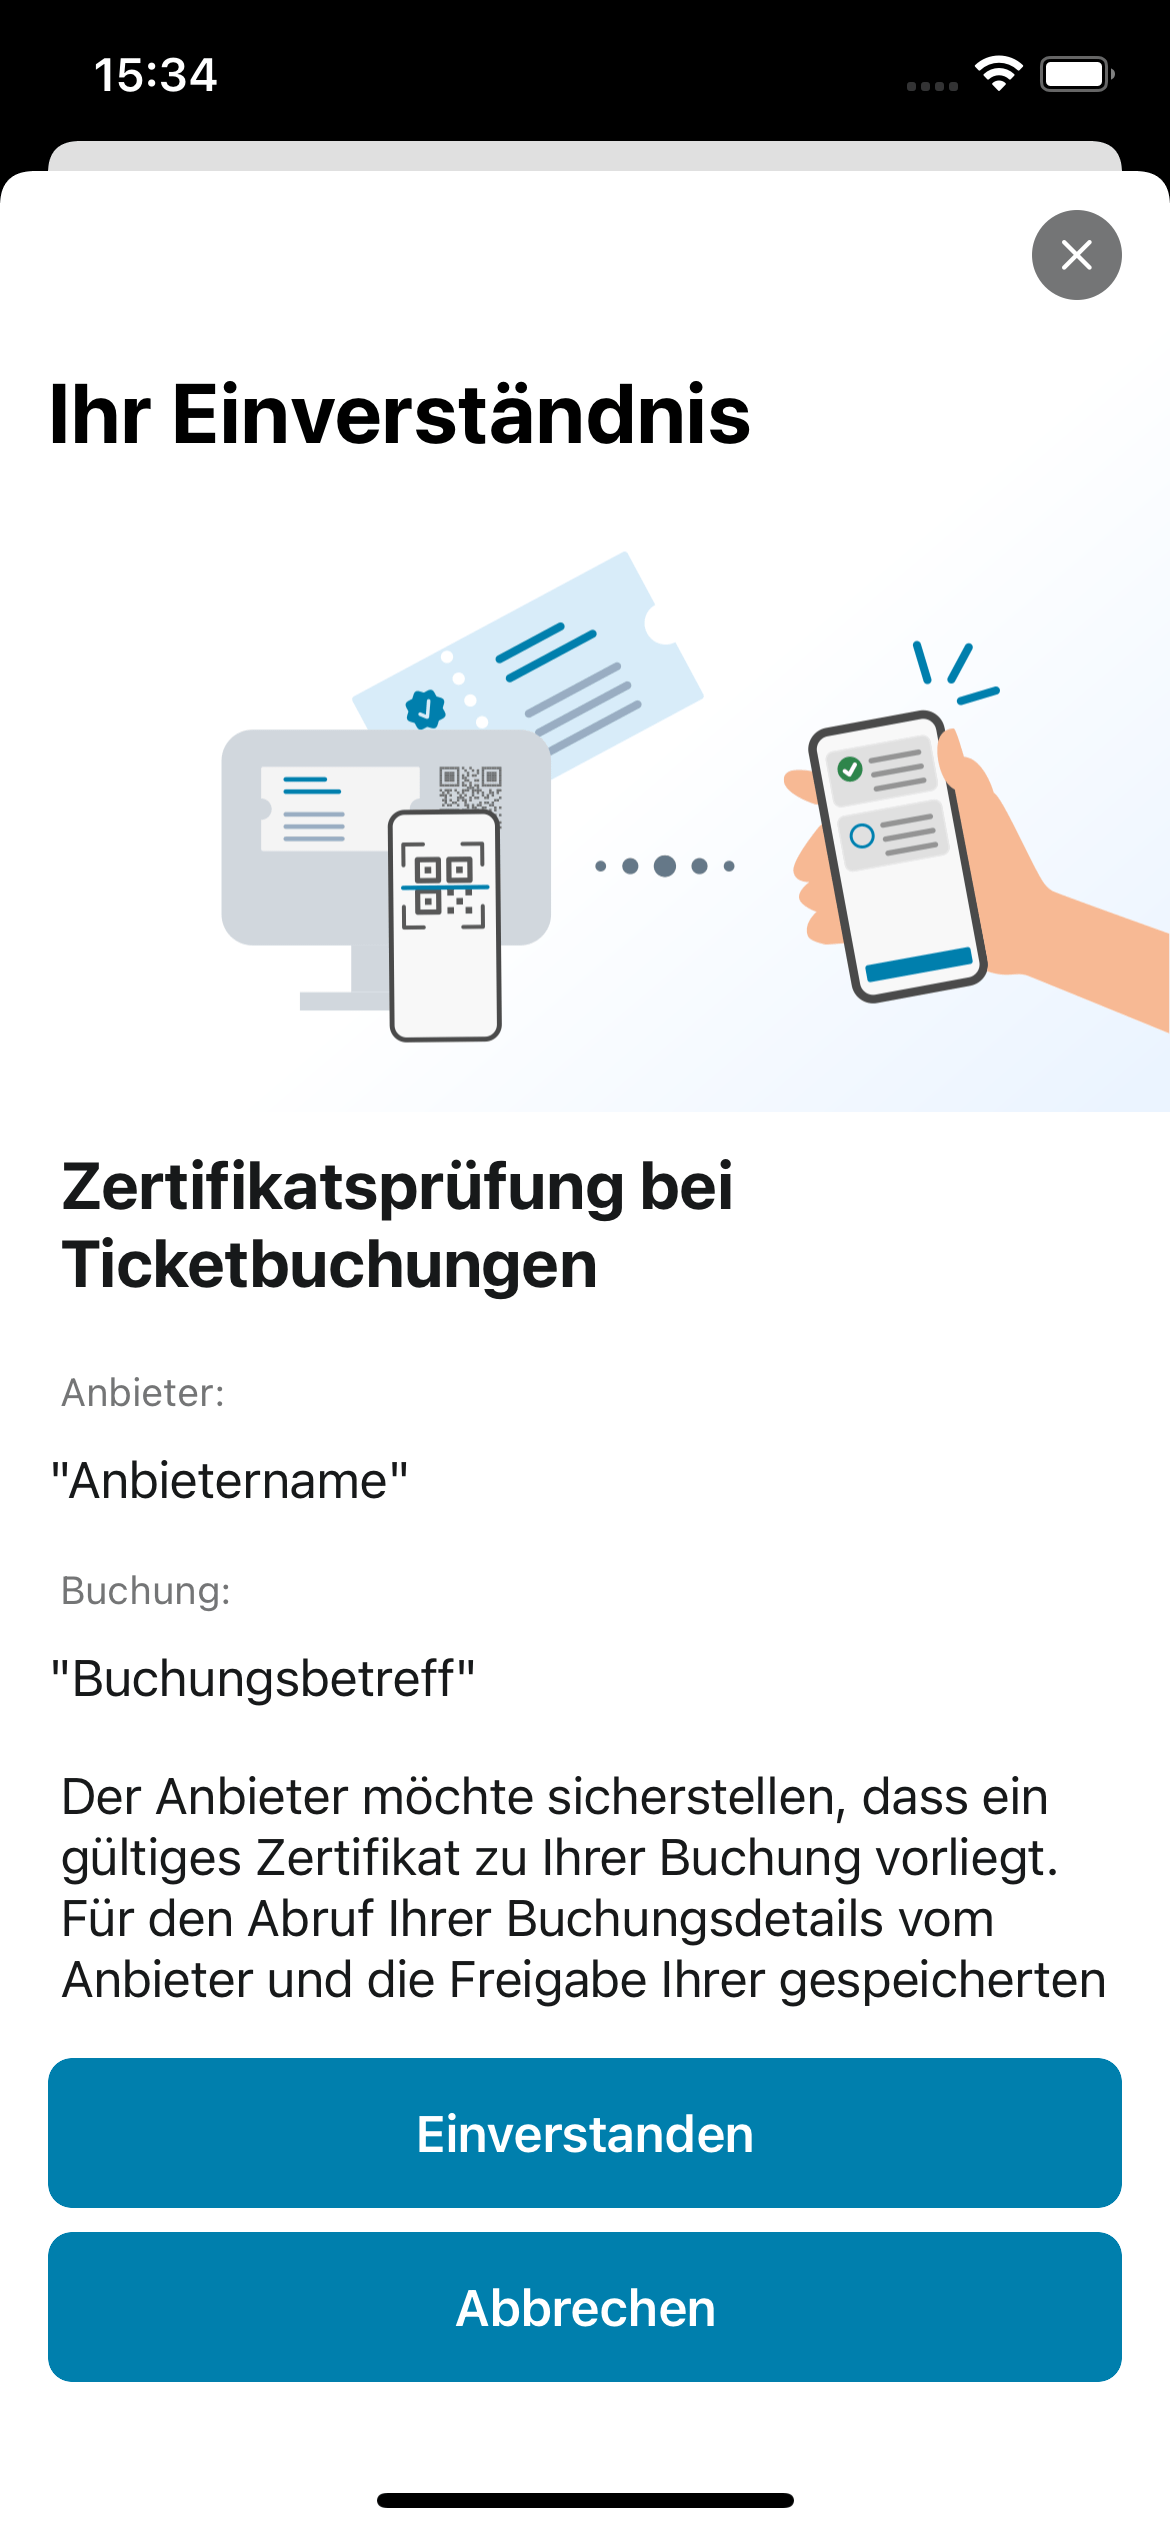 15:34
Ihr Einverständnis
Zertifikatsprüfung bei
Ticketbuchungen
Anbieter:
"Anbietername"
Buchung:
"Buchungsbetreff"
Der Anbieter möchte sicherstellen, dass ein
gültiges Zertifikat zu Ihrer Buchung vorliegt.
Für den Abruf Ihrer Buchungsdetails vom
Anbieter und die Freigabe Ihrer gespeicherten
Einverstanden
Abbrechen